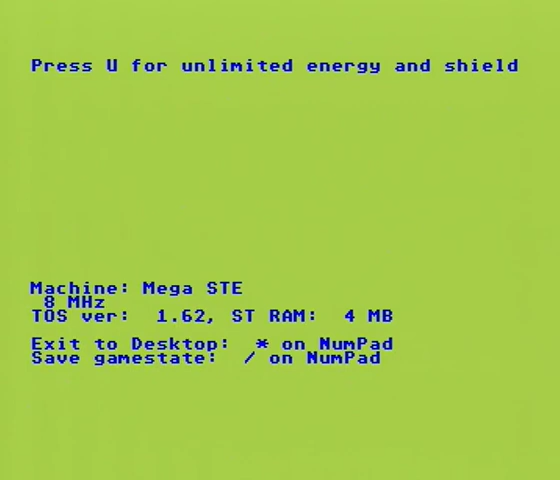 Press U for unlimited energy and shield
Machine: Mega STE
8 MHz
TOS ver: 1.62, ST RAM: 4 MB
Exit to Desktop: * on NumPad
Save gamestate: / on NumPad